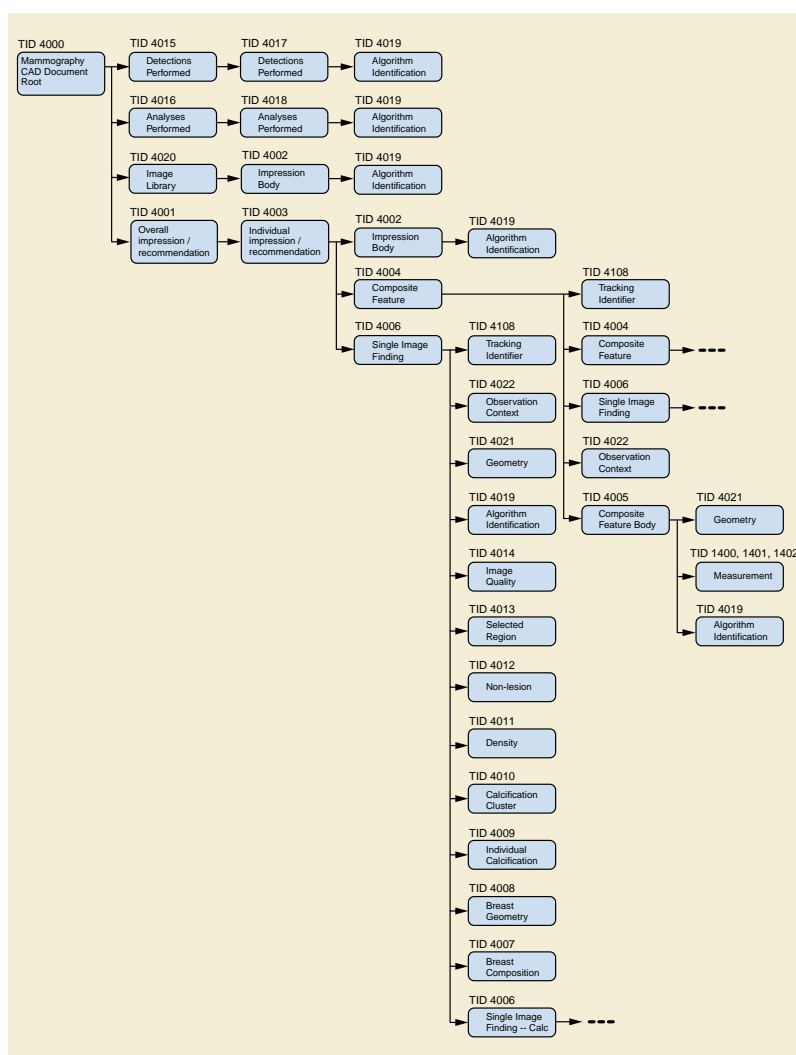 TID 4000
Mammography
CAD Document
Root
TID 4015
Detections
Performed
TID 4017
Detections
Performed
TID 4019
Algorithm
Identification
TID 4016
Analyses
Performed
TID 4018
Analyses
Performed
TID 4019
Algorithm
Identification
TID 4020
Image
Library
TID 4002
Impression
Body
TID 4019
Algorithm
Identification
TID 4001
Overall
impression /
recommendation
TID 4003
Individual
impression /
recommendation
TID 4002
Impression
Body
TID 4019
Algorithm
Identification
TID 4004
Composite
Feature
TID 4108
Tracking
Identifier
TID 4006
Single Image
Finding
TID 4108
Tracking
Identifier
TID 4004
Composite
Feature
TID 4022
Observation
Context
TID 4006
Single Image
Finding
TID 4021
Geometry
TID 4022
Observation
Context
TID 4019
Algorithm
Identification
TID 4005
Composite
Feature Body
TID 4021
Geometry
TID 4014
Image
Quality
TID 1400, 1401, 1402
Measurement
TID 4013
Selected
Region
TID 4019
Algorithm
Identification
TID 4012
Non-lesion
TID 4011
Density
TID 4010
Calcification
Cluster
TID 4009
Individual
Calcification
TID 4008
Breast
Geometry
TID 4007
Breast
Composition
TID 4006
Single Image
Finding -- Calc